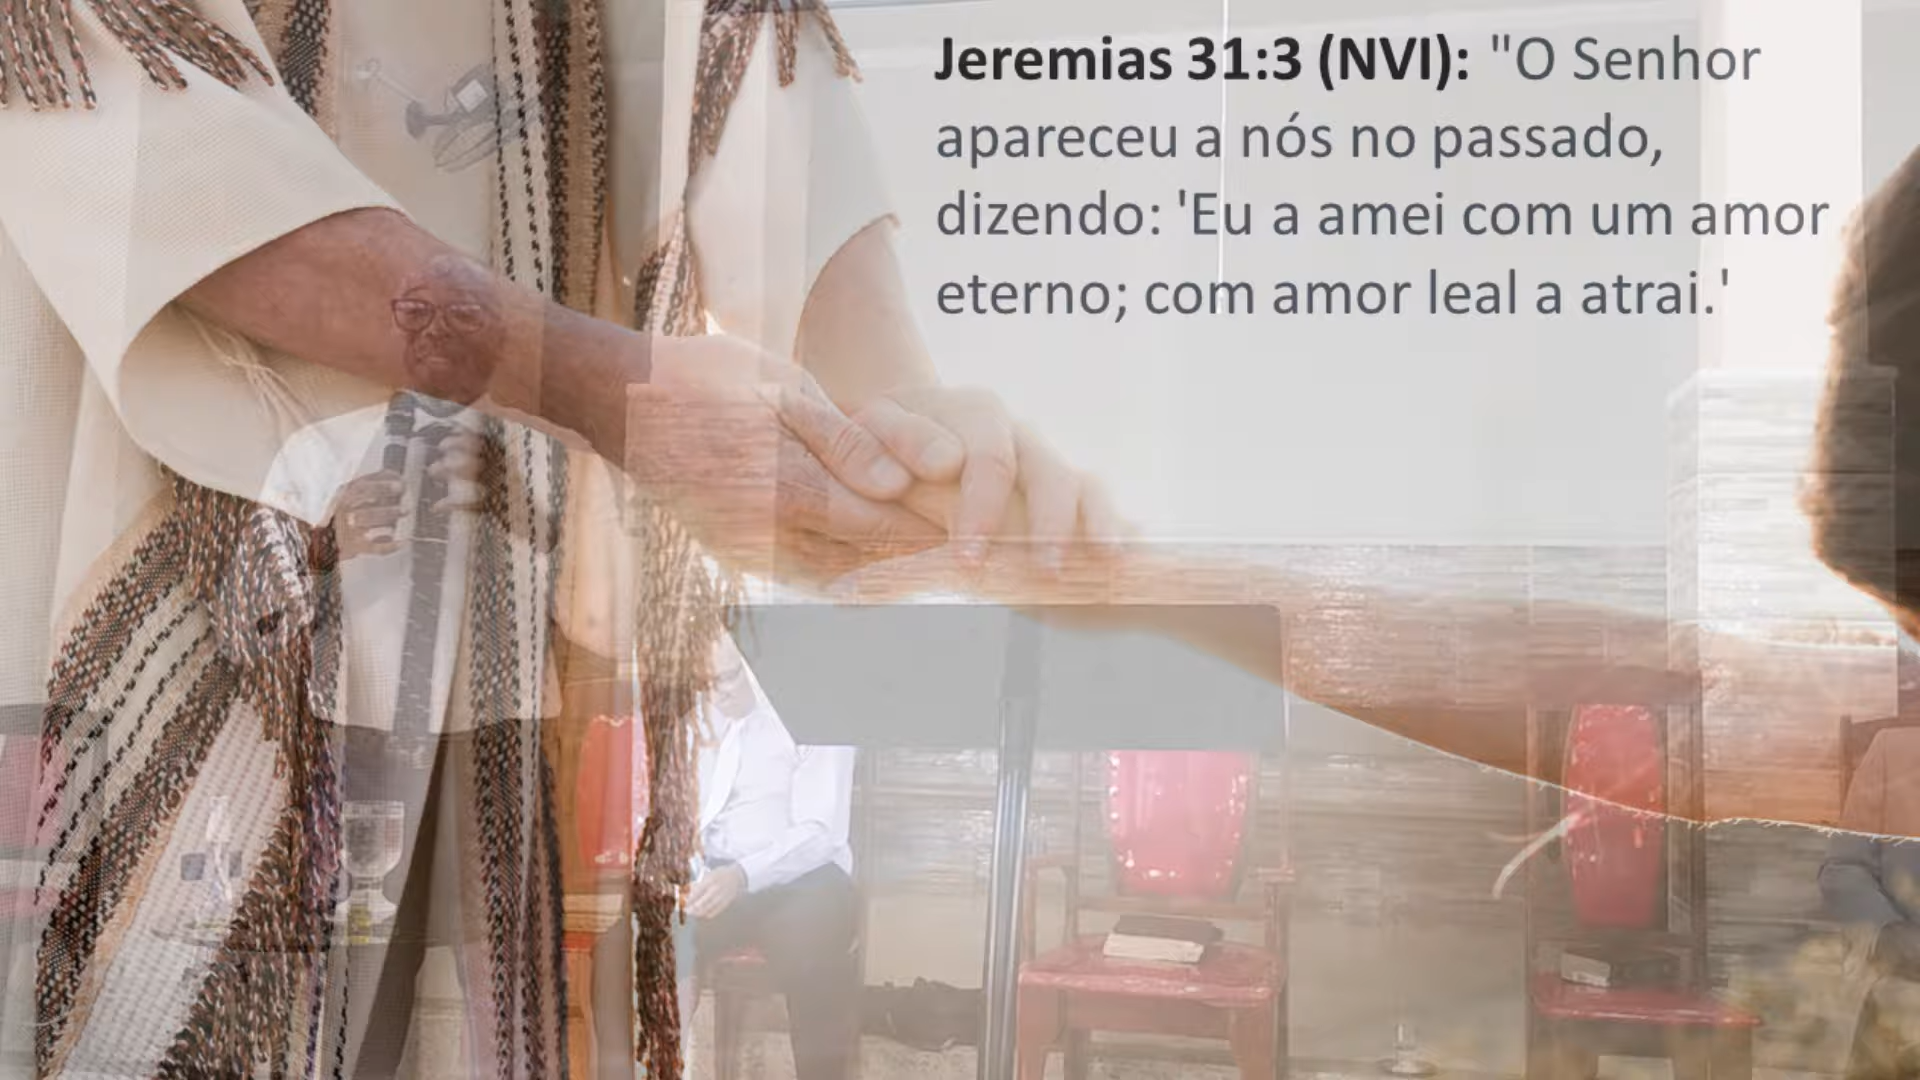 Jeremias 31:3 (NVI): "O Senhor
apareceu a nós no passado,
dizendo: 'Eu a amei com um amor
eterno; com amor leal a atrai.'